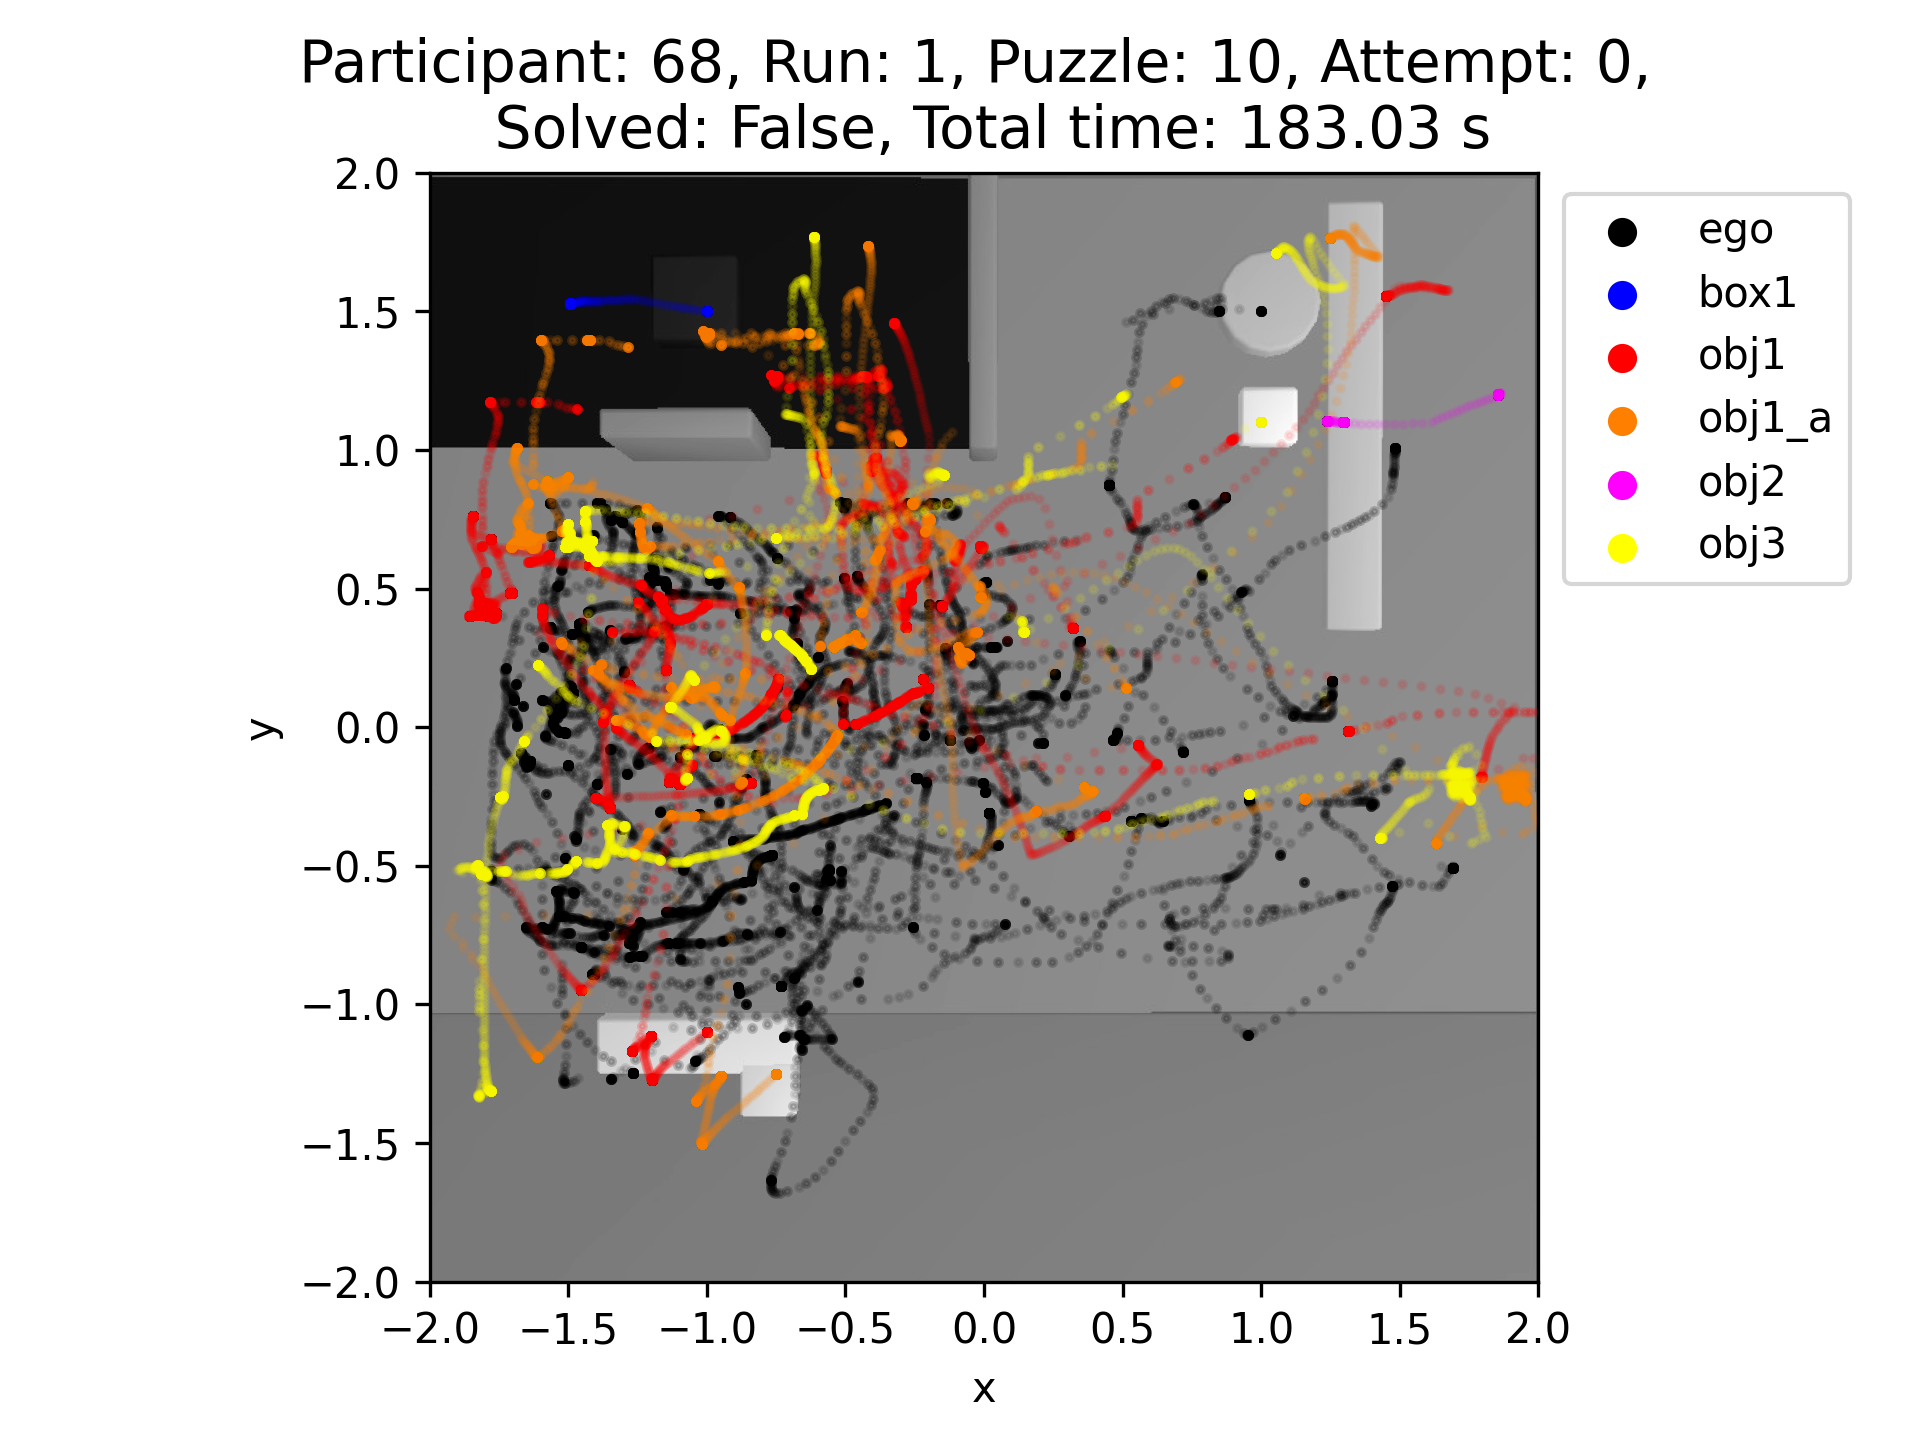 Participant: 68, Run: 1, Puzzle: 10, Attempt: 0,
Solved: False, Total time: 183.03 s
2.0
1.5
1.0
0.5
0.0
−0.5
−1.0
−1.5
−2.0
y
−2.0 −1.5 −1.0 −0.5 0.0 0.5 1.0 1.5 2.0
x
ego
box1
obj1
obj1_a
obj2
obj3